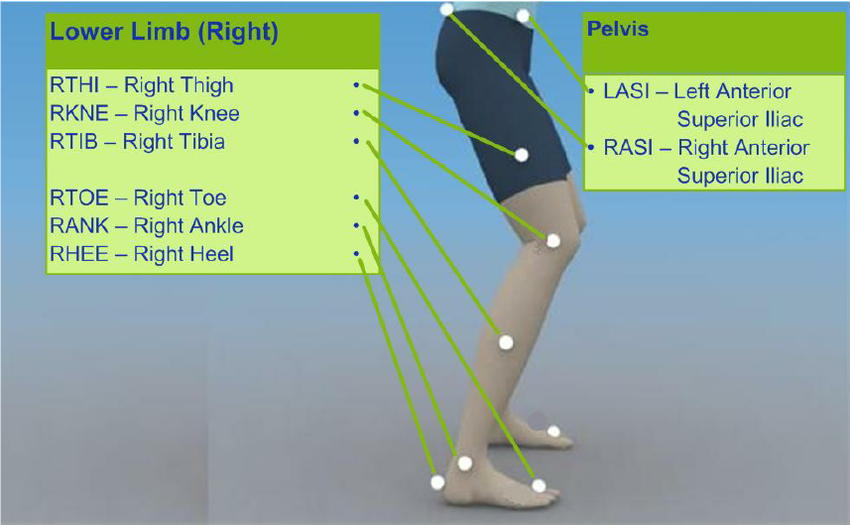 Lower Limb (Right)
RTHI – Right Thigh
RKNE – Right Knee
RTIB – Right Tibia
RTOE – Right Toe
RANK – Right Ankle
RHEE – Right Heel
Pelvis
• LASI – Left Anterior
Superior Iliac
• RASI – Right Anterior
Superior Iliac